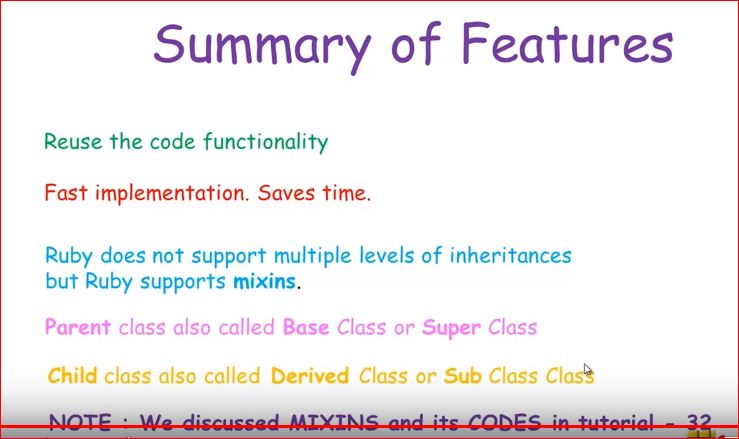 Summary of Features
Reuse the code functionality
Fast implementation. Saves time.
Ruby does not support multiple levels of inheritances
but Ruby supports mixins.
Parent class also called Base Class or Super Class
Child class also called Derived Class or Sub Class Class
NOTE : We discussed MIXINS and its CODES in tutorial - 32